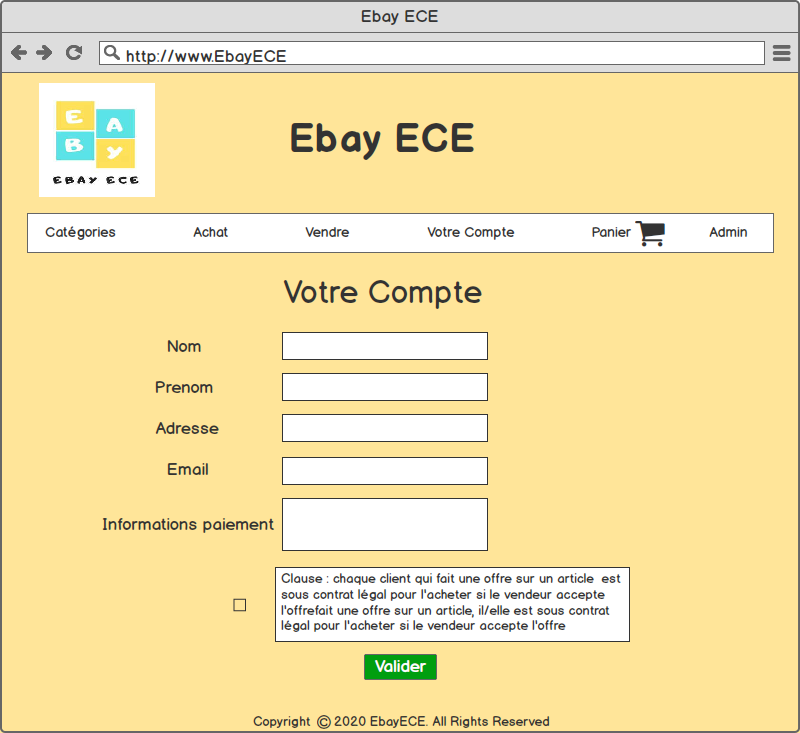 Ebay ECE
http://www.EbayECE
E A
B Y
EBAY ECE
Ebay ECE
Catégories Achat Vendre Votre Compte Panier Admin
Votre Compte
Nom
Prenom
Adresse
Email
Informations paiement
Clause : chaque client qui fait une offre sur un article est
sous contrat légal pour l'acheter si le vendeur accepte
l'offrefait une offre sur un article, il/elle est sous contrat
légal pour l'acheter si le vendeur accepte l'offre
Valider
Copyright © 2020 EbayECE. All Rights Reserved